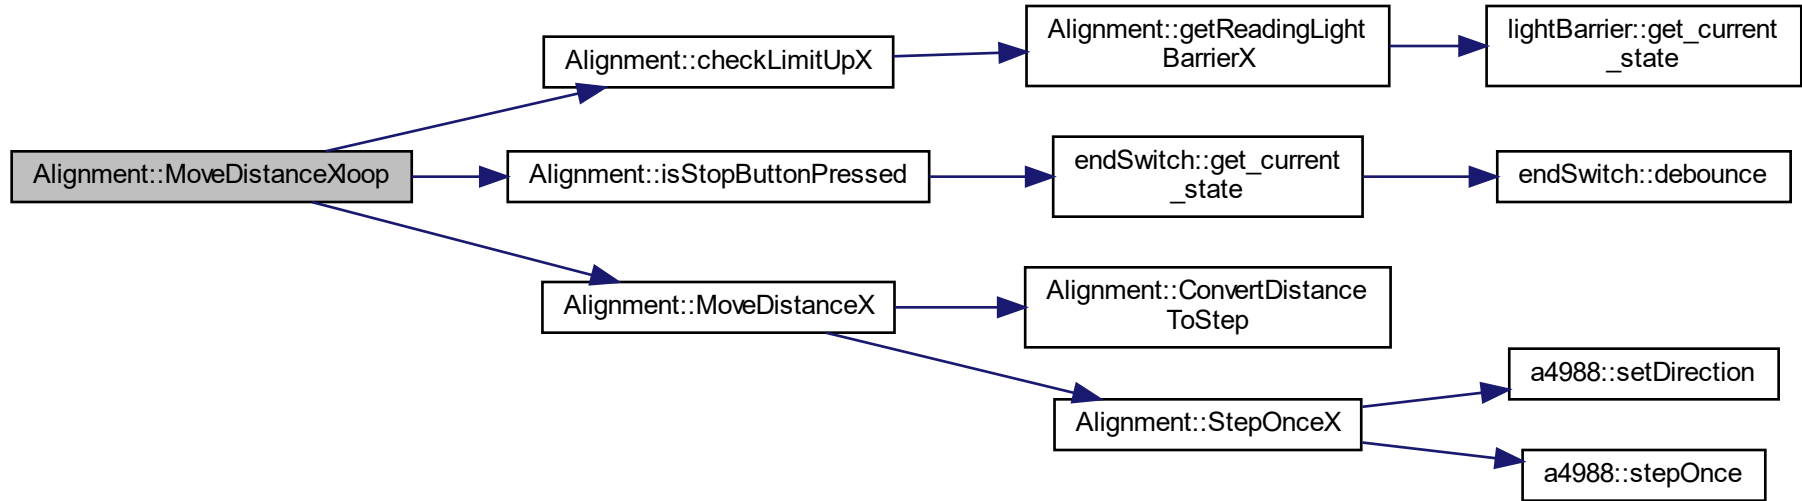 Alignment::MoveDistanceXloop
Alignment::checkLimitUpX
Alignment::getReadingLight
BarrierX
lightBarrier::get_current
_state
Alignment::isStopButtonPressed
endSwitch::get_current
_state
endSwitch::debounce
Alignment::MoveDistanceX
Alignment::ConvertDistance
ToStep
Alignment::StepOnceX
a4988::setDirection
a4988::stepOnce